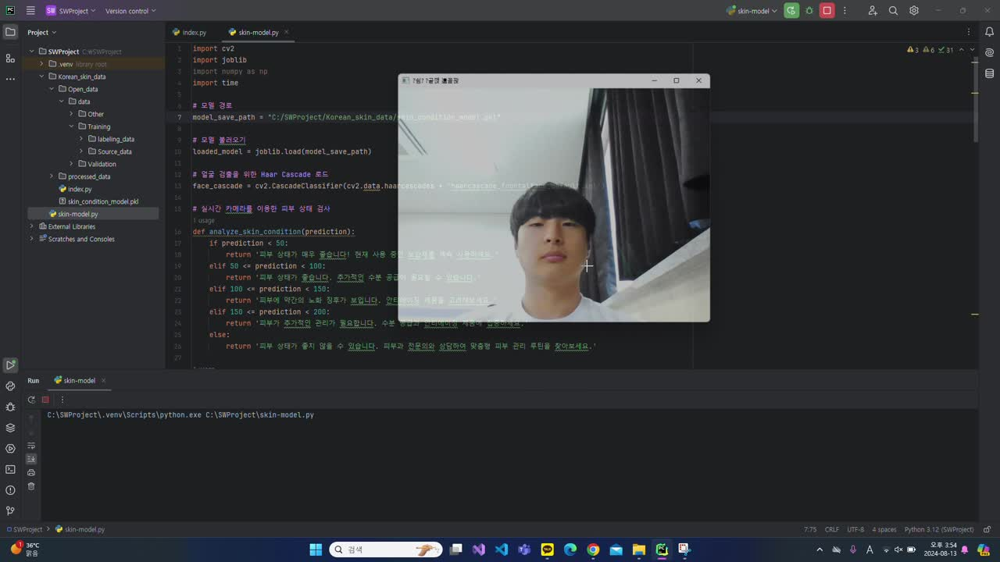 SW SWProject Version control skin-model
Project
index.py skin-model.py
SWProject C:\SWProject
.venv library root
Korean_skin_data
Open_data
data
Other
Training
labeling_data
Source_data
Validation
processed_data
index.py
skin_condition_model.pkl
skin-model.py
External Libraries
Scratches and Consoles
3 6 31
1 import cv2
2 import joblib
3 import numpy as np
4 import time
5
6 # 모델 경로
7 model_save_path = "C:/SWProject/Korean_skin_data/skin_condition_model.pkl"
8
9 # 모델 불러오기
10 loaded_model = joblib.load(model_save_path)
11
12 # 얼굴 검출을 위한 Haar Cascade 로드
13 face_cascade = cv2.CascadeClassifier(cv2.data.haarcascades + 'haarcascade_frontalface_default.xml')
14
15 # 실시간 카메라를 이용한 피부 상태 검사
1 usage
16 def analyze_skin_condition(prediction):
17 if prediction < 50:
18 return '피부 상태가 매우 좋습니다! 현재 사용 중인 보습제를 계속 사용하세요.'
19 elif 50 <= prediction < 100:
20 return '피부 상태가 좋습니다. 추가적인 수분 공급이 필요할 수 있습니다.'
21 elif 100 <= prediction < 150:
22 return '피부에 약간의 노화 징후가 보입니다. 안티에이징 제품을 고려해보세요.'
23 elif 150 <= prediction < 200:
24 return '피부가 추가적인 관리가 필요합니다. 수분 공급과 안티에이징 제품에 집중하세요.'
25 else:
26 return '피부 상태가 좋지 않을 수 있습니다. 피부과 전문의와 상담하여 맞춤형 피부 관리 루틴을 찾아보세요.'
27
Run skin-model
C:\SWProject\.venv\Scripts\python.exe C:\SWProject\skin-model.py
SWProject skin-model.py
7:75 CRLF UTF-8 4 spaces Python 3.12 (SWProject)
1 36°C
맑음
검색
TALK
PC
A
오후 3:54
2024-08-13